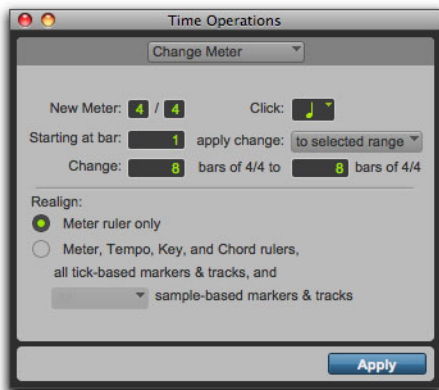 Time Operations
Change Meter
New Meter: 4 / 4 Click:
Starting at bar: 1 apply change: to selected range
Change: 8 bars of 4/4 to 8 bars of 4/4
Realign:
Meter ruler only
Meter, Tempo, Key, and Chord rulers,
all tick-based markers & tracks, and
sample-based markers & tracks
Apply